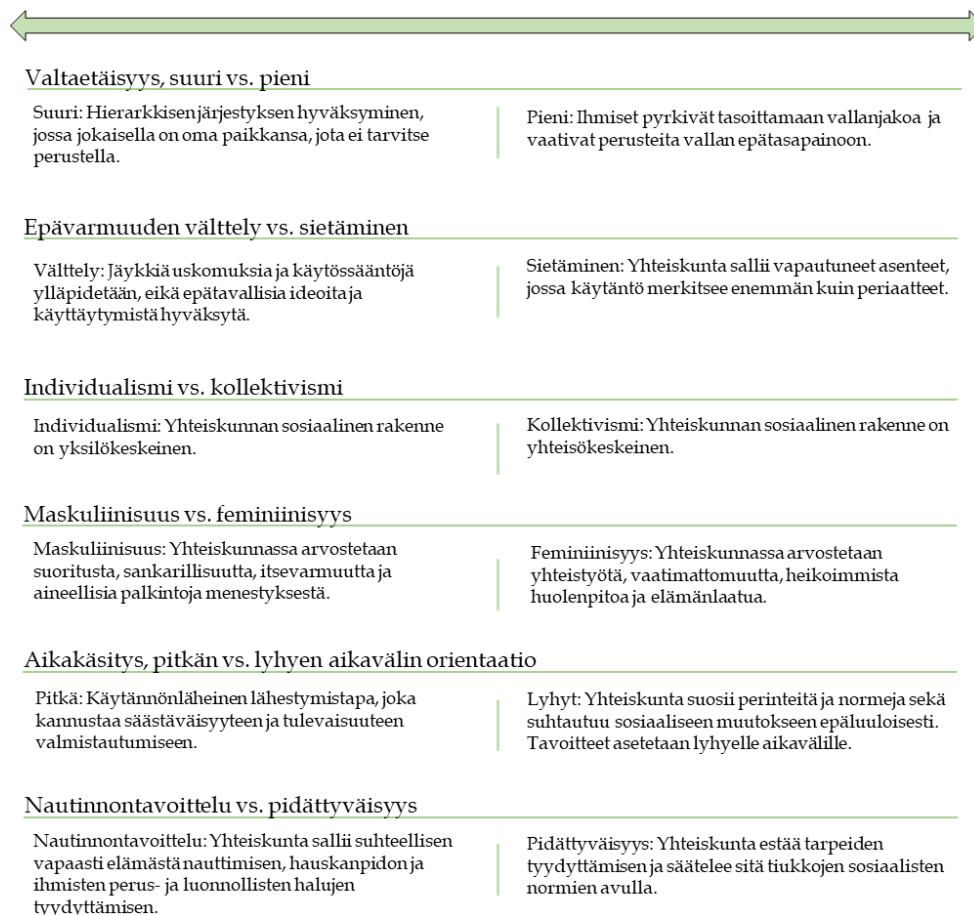 Valtaetäisyys, suuri vs. pieni
Suuri: Hierarkkisen järjestyksen hyväksyminen,
jossa jokaisella on oma paikkansa, jota ei tarvitse
perustella.
Pieni: Ihmiset pyrkivät tasoittamaan vallanjakoa ja
vaativat perusteita vallan epätasapainoon.
Epävarmuuden välttely vs. sietäminen
Välttely: Jäykkiä uskomuksia ja käytössääntöjä
ylläpidetään, eikä epätavallisia ideoita ja
käyttäytymistä hyväksytä.
Sietäminen: Yhteiskunta sallii vapautuneet asenteet,
jossa käytäntö merkitsee enemmän kuin periaatteet.
Individualismi vs. kollektivismi
Individualismi: Yhteiskunnan sosiaalinen rakenne
on yksilökeskeinen.
Kollektivismi: Yhteiskunnan sosiaalinen rakenne on
yhteisökeskeinen.
Maskuliinisuus vs. feminiinisyys
Maskuliinisuus: Yhteiskunnassa arvostetaan
suoritusta, sankarillisuutta, itsevarmuutta ja
aineellisia palkintoja menestyksestä.
Feminiinisyys: Yhteiskunnassa arvostetaan
yhteistyötä, vaatimattomuutta, heikoimmista
huolenpitoa ja elämänlaatua.
Aikakäsitys, pitkän vs. lyhyen aikavälin orientaatio
Pitkä: Käytännönläheinen lähestymistapa, joka
kannustaa säästäväisyyteen ja tulevaisuuteen
valmistautumiseen.
Lyhyt: Yhteiskunta suosii perinteitä ja normeja sekä
suhtautuu sosiaaliseen muutokseen epäluuloisesti.
Tavoitteet asetetaan lyhyelle aikavälille.
Nautinnontavoittelu vs. pidättyväisyys
Nautinnontavoittelu: Yhteiskunta sallii suhteellisen
vapaasti elämästä nauttimisen, hauskanpidon ja
ihmisten perus- ja luonnollisten halujen
tyydyttämisen.
Pidättyväisyys: Yhteiskunta estää tarpeiden
tyydyttämisen ja säätelee sitä tiukkojen sosiaalisten
normien avulla.